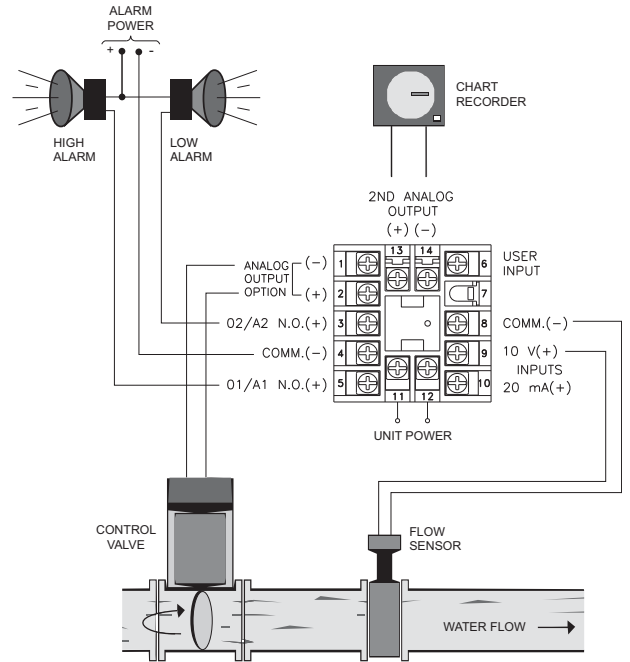 ALARM
POWER
+ -
HIGH
ALARM
LOW
ALARM
CHART
RECORDER
2ND ANALOG
OUTPUT
(+) (-)
13 14
ANALOG
OUTPUT
OPTION
(-)
(+)
1
2
02/A2 N.O.(+)
3
COMM.(-)
4
01/A1 N.O.(+)
5
6
USER
INPUT
7
8
COMM.(-)
9
10 V(+)
INPUTS
10
20 mA(+)
11 12
UNIT POWER
CONTROL
VALVE
FLOW
SENSOR
WATER FLOW